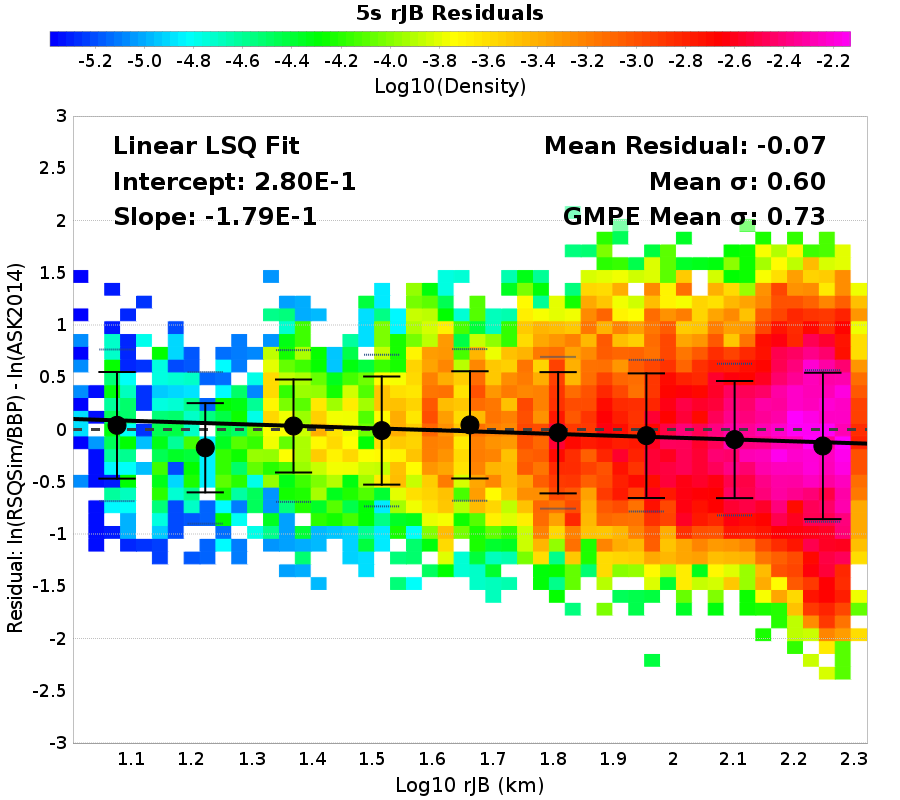 5s rJB Residuals
-5.2 -5.0 -4.8 -4.6 -4.4 -4.2 -4.0 -3.8 -3.6 -3.4 -3.2 -3.0 -2.8 -2.6 -2.4 -2.2
Log10(Density)
Linear LSQ Fit
Intercept: 2.80E-1
Slope: -1.79E-1
Mean Residual: -0.07
Mean σ: 0.60
GMPE Mean σ: 0.73
Residual: ln(RSQSim/BBP) - ln(ASK2014)
3
2.5
2
1.5
1
0.5
0
-0.5
-1
-1.5
-2
-2.5
-3
1.1 1.2 1.3 1.4 1.5 1.6 1.7 1.8 1.9 2 2.1 2.2 2.3
Log10 rJB (km)